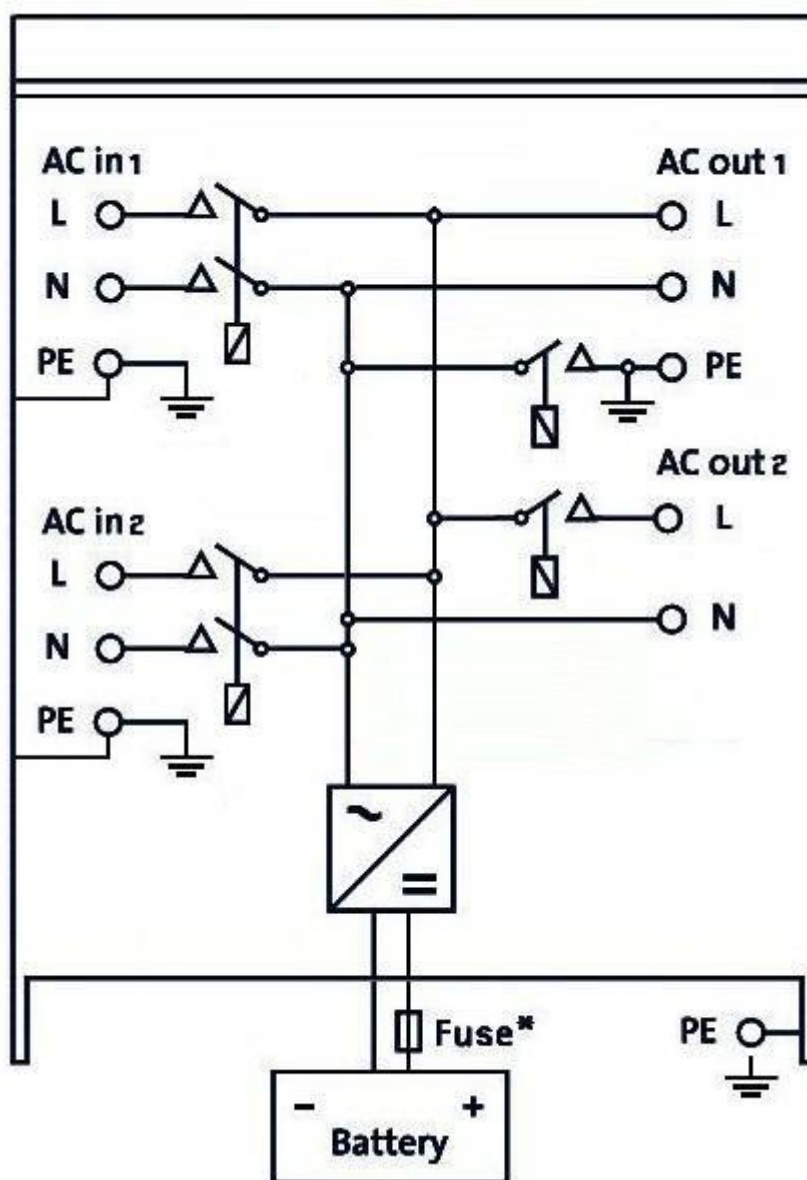 AC in 1
L
N
PE
AC out 1
L
N
PE
AC out 2
L
N
AC in 2
L
N
PE
~
=
Fuse*
PE
- +
Battery